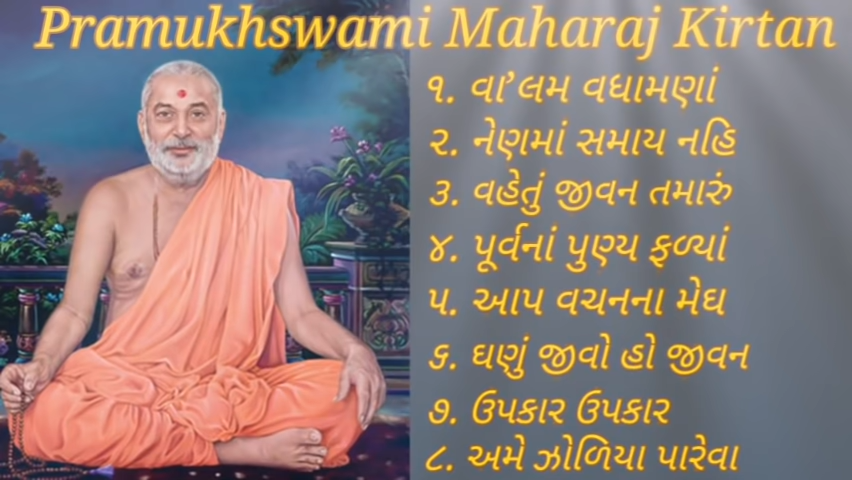 Pramukhswami Maharaj Kirtan
૧. વા’લમ વધામણાં
૨. નેણમાં સમાય નહિ
૩. વહેતું જીવન તમારું
૪. પૂર્વનાં પુણ્ય ફળ્યાં
૫. આપ વચનના મેઘ
૬. ઘણું જીવો હો જીવન
૭. ઉપકાર ઉપકાર
૮. અમે ઝોળિયા પારેવા